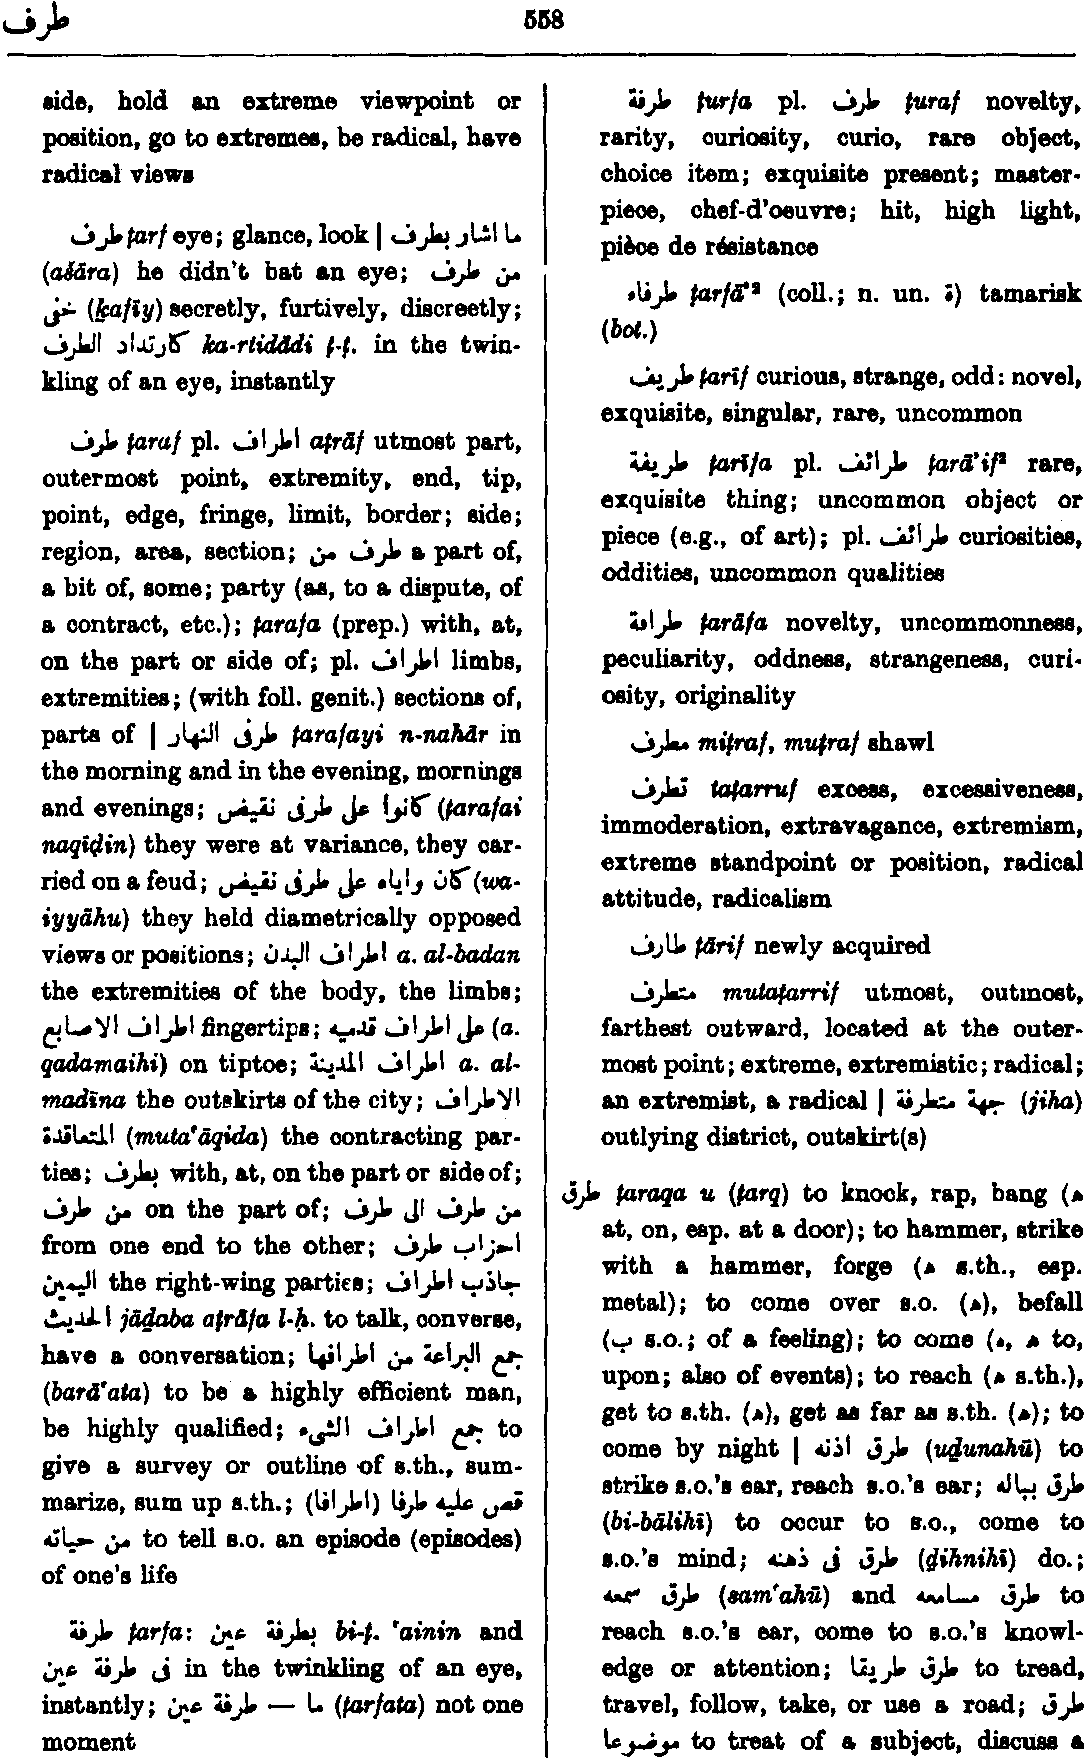 طرف
558
side, hold an extreme viewpoint or
position, go to extremes, be radical, have
radical views
طرف ṭarf eye; glance, look | ما اشار بطرف
(ašāra) he didn't bat an eye; من طرف
خفى (ḵafīy) secretly, furtively, discreetly;
كارتداد الطرف ka-rtidādi ṭ-ṭ. in the twin-
kling of an eye, instantly
طرف ṭaraf pl. اطراف aṭrāf utmost part,
outermost point, extremity, end, tip,
point, edge, fringe, limit, border; side;
region, area, section; طرف من a part of,
a bit of, some; party (as, to a dispute, of
a contract, etc.); ṭarafa (prep.) with, at,
on the part or side of; pl. اطراف limbs,
extremities; (with foll. genit.) sections of,
parts of | طرفى النهار ṭarafayi n-nahār in
the morning and in the evening, mornings
and evenings; كانوا على طرفى نقيض (ṭarafai
naqīḍin) they were at variance, they car-
ried on a feud; كان واياه على طرفى نقيض (wa-
iyyāhu) they held diametrically opposed
views or positions; اطراف البدن a. al-badan
the extremities of the body, the limbs;
اطراف الاصابع fingertips; على اطراف قدميه (a.
qadamaihi) on tiptoe; اطراف المدينة a. al-
madīna the outskirts of the city; الاطراف
المتعاقدة (muta‘āqida) the contracting par-
ties; بطرف with, at, on the part or side of;
من طرف on the part of; من طرف الى طرف
from one end to the other; احزاب طرف
اليمين the right-wing parties; جاذب اطراف
الحديث jāḏaba aṭrāfa l-ḥ. to talk, converse,
have a conversation; جمع البراعة من اطرافها
(barā‘ata) to be a highly efficient man,
be highly qualified; جمع اطراف الشىء to
give a survey or outline of s.th., sum-
marize, sum up s.th.; قص عليه طرفا (اطرافا)
من حياته to tell s.o. an episode (episodes)
of one's life
طرفة ṭarfa: بطرفة عين bi-ṭ. ‘ainin and
فى طرفة عين in the twinkling of an eye,
instantly; ما — طرفة عين (ṭarfata) not one
moment
طرفة ṭurfa pl. طرف ṭuraf novelty,
rarity, curiosity, curio, rare object,
choice item; exquisite present; master-
piece, chef-d'oeuvre; hit, high light,
pièce de résistance
طرفاء ṭarfā’² (coll.; n. un. ة) tamarisk
(bot.)
طريف ṭarīf curious, strange, odd: novel,
exquisite, singular, rare, uncommon
طريفة ṭarīfa pl. طرائف ṭarā’if² rare,
exquisite thing; uncommon object or
piece (e.g., of art); pl. طرائف curiosities,
oddities, uncommon qualities
طرافة ṭarāfa novelty, uncommonness,
peculiarity, oddness, strangeness, curi-
osity, originality
مطرف miṭraf, muṭraf shawl
تطرف taṭarruf excess, excessiveness,
immoderation, extravagance, extremism,
extreme standpoint or position, radical
attitude, radicalism
طارف ṭārif newly acquired
متطرف mutaṭarrif utmost, outmost,
farthest outward, located at the outer-
most point; extreme, extremistic; radical;
an extremist, a radical | جهة متطرفة (jiha)
outlying district, outskirt(s)
طرق ṭaraqa u (ṭarq) to knock, rap, bang (ه
at, on, esp. at a door); to hammer, strike
with a hammer, forge (ه s.th., esp.
metal); to come over s.o. (ه), befall
(ب s.o.; of a feeling); to come (ه, ه to,
upon; also of events); to reach (ه s.th.),
get to s.th. (ه), get as far as s.th. (ه); to
come by night | طرق اذنه (uḏunahū) to
strike s.o.'s ear, reach s.o.'s ear; طرق بباله
(bi-bālihī) to occur to s.o., come to
s.o.'s mind; طرق فى ذهنه (ḏihnihī) do.;
طرق سمعه (sam‘ahū) and طرق مسامعه to
reach s.o.'s ear, come to s.o.'s knowl-
edge or attention; طرق طريقا to tread,
travel, follow, take, or use a road; طرق
موضوعا to treat of a subject, discuss a